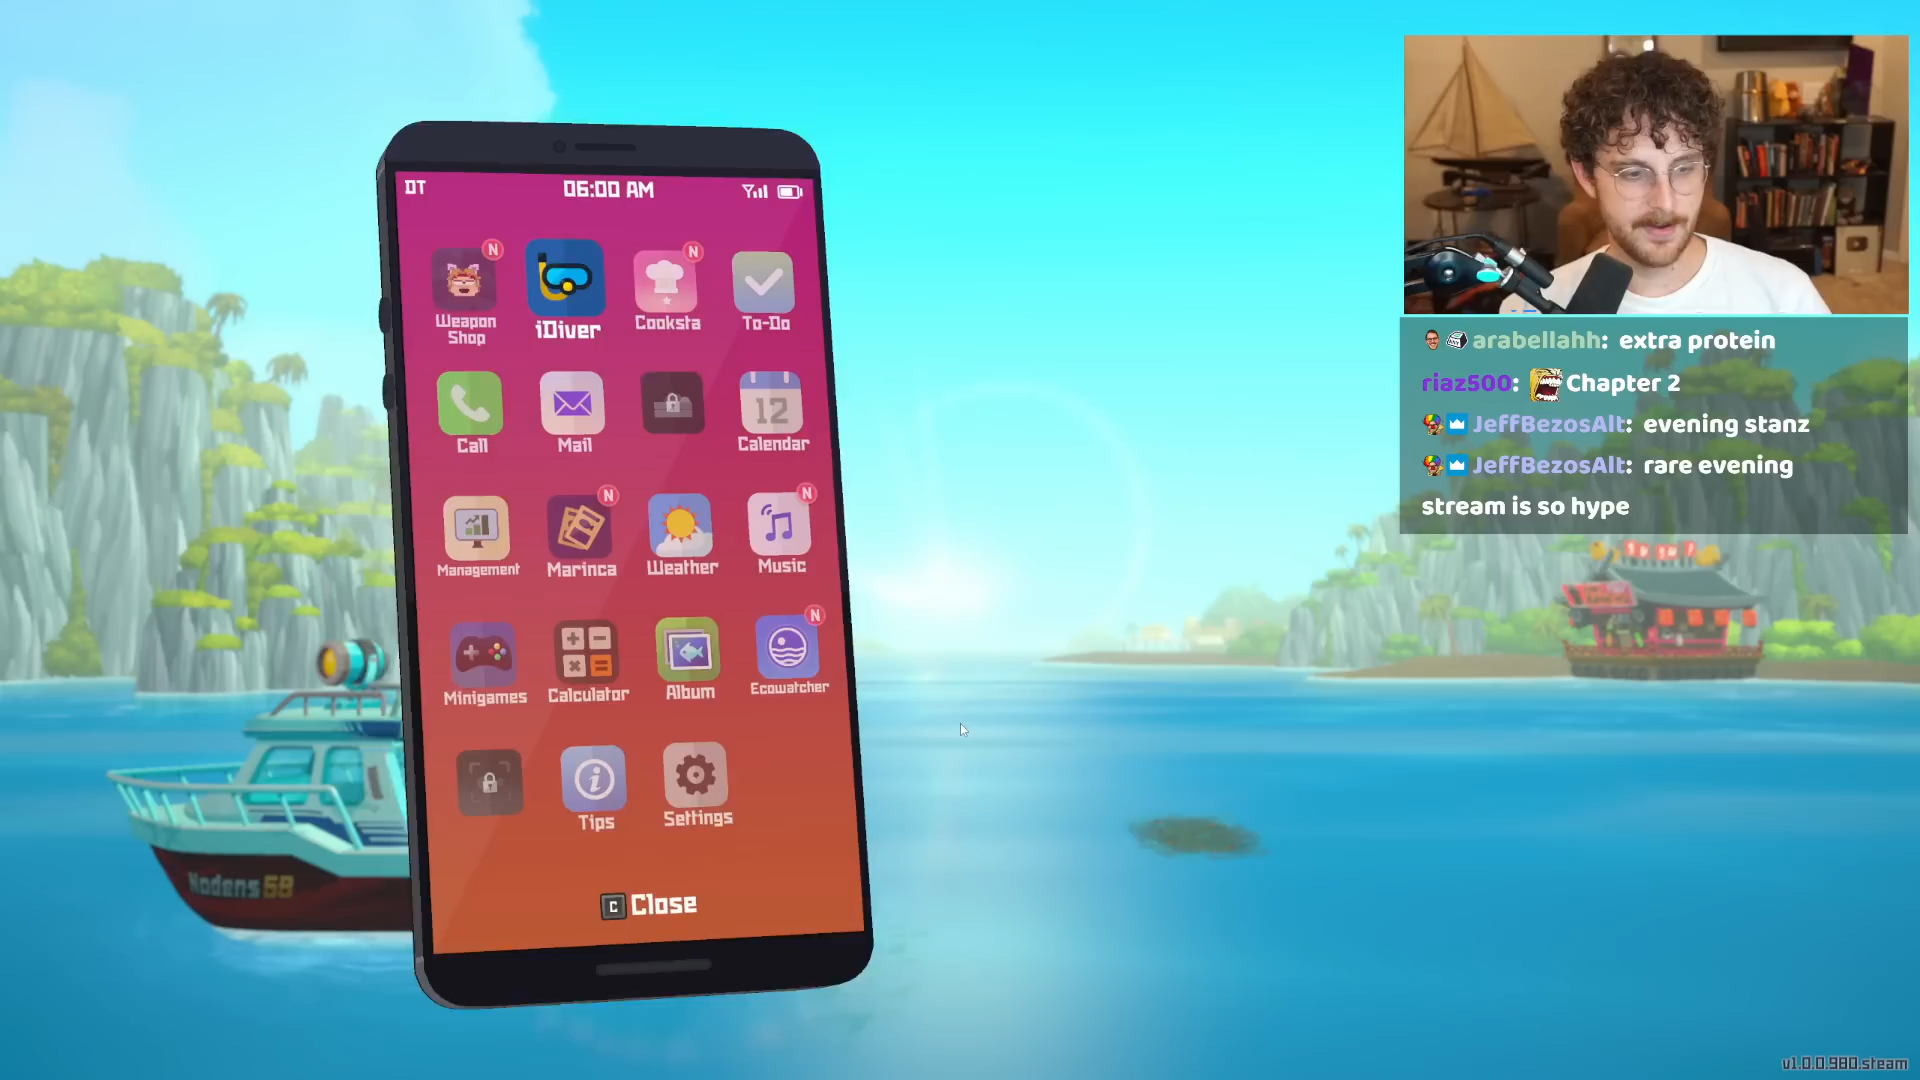 DT
06:00 AM
N
N
Weapon
Shop
iDiver
Cooksta
To-Do
Call
Mail
12
Calendar
N
N
Management
Marinca
Weather
Music
N
Minigames
Calculator
Album
Ecowatcher
Tips
Settings
C Close
Nodens 68
arabellahh: extra protein
riaz500: Chapter 2
JeffBezosAlt: evening stanz
JeffBezosAlt: rare evening
stream is so hype
v1.0.0.980.steam